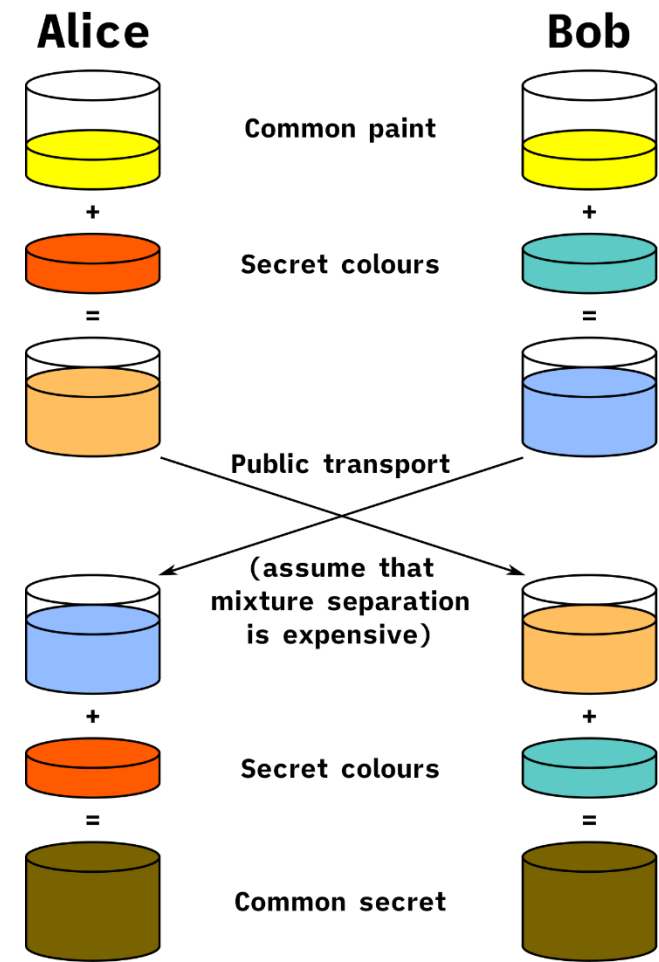 Alice
Bob
Common paint
+
+
Secret colours
=
=
Public transport
(assume that
mixture separation
is expensive)
+
+
Secret colours
=
=
Common secret